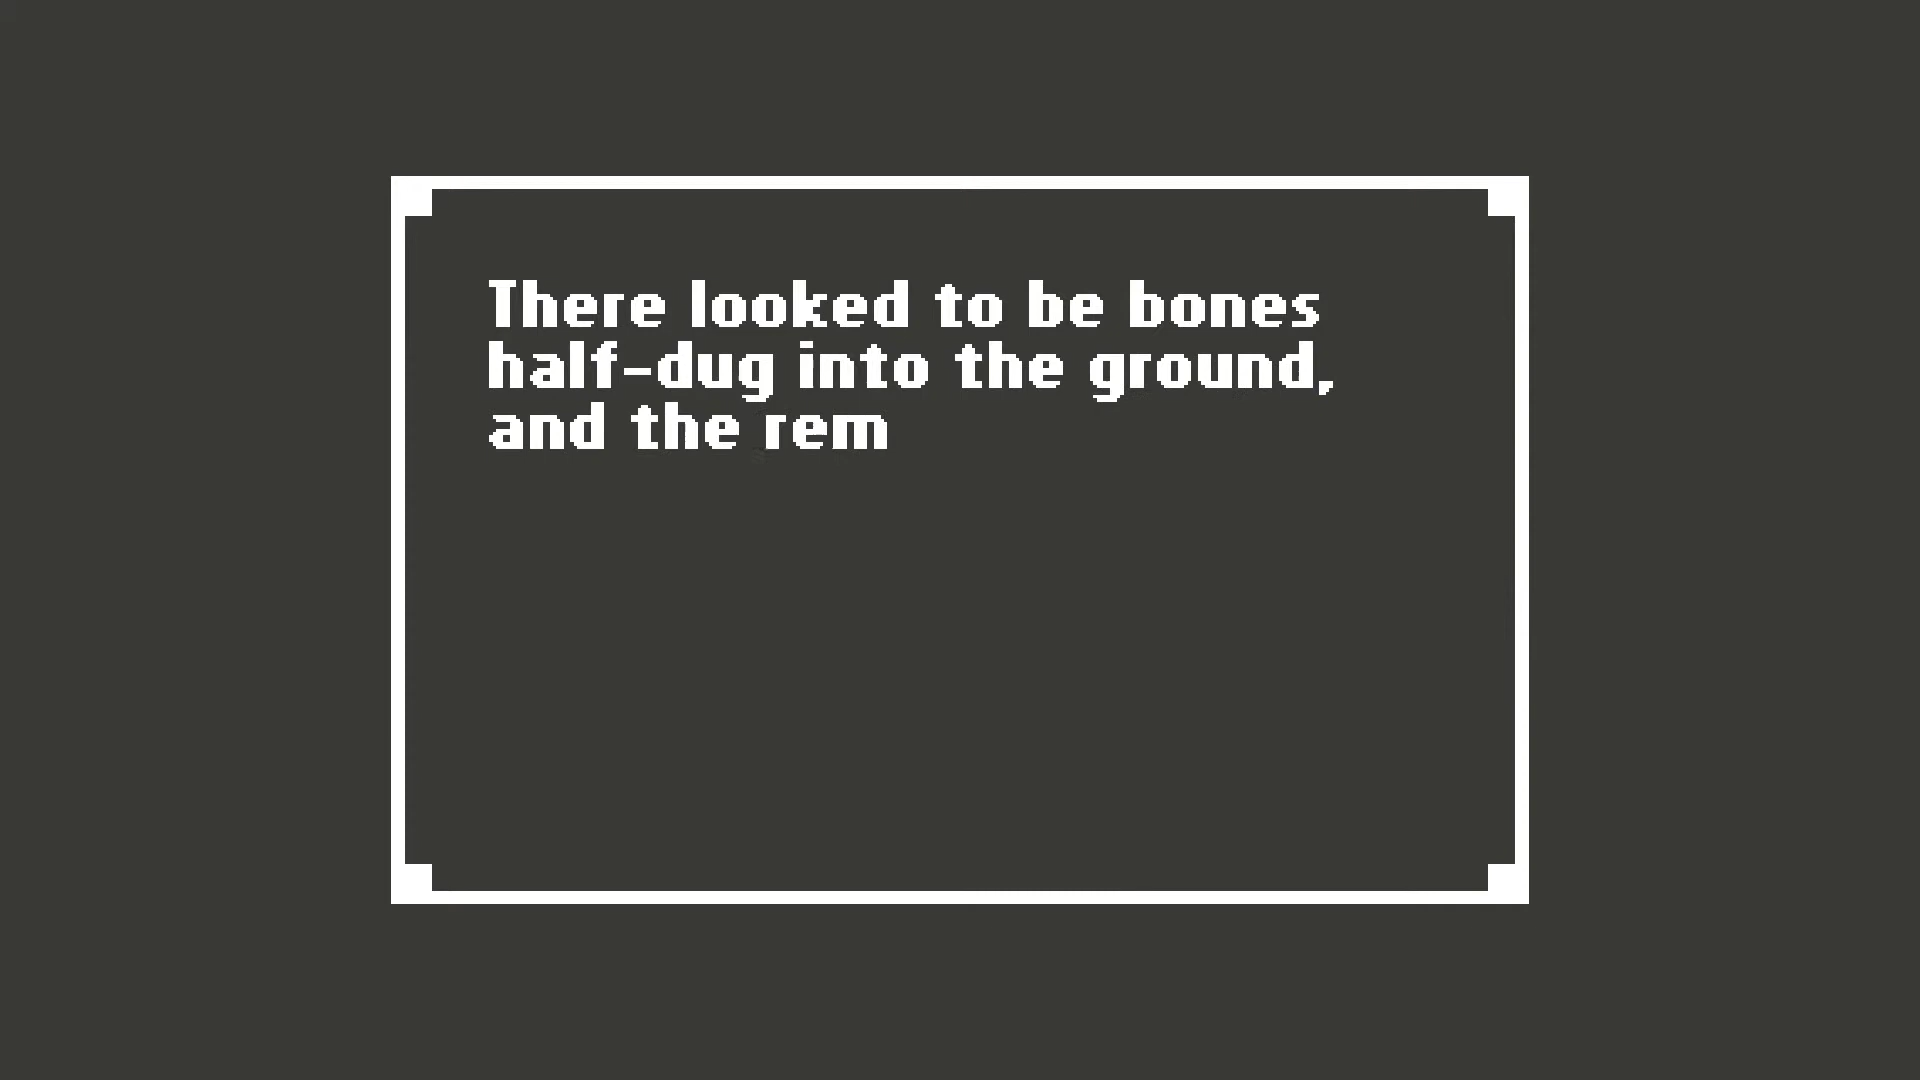 There looked to be bones
half-dug into the ground,
and the rem